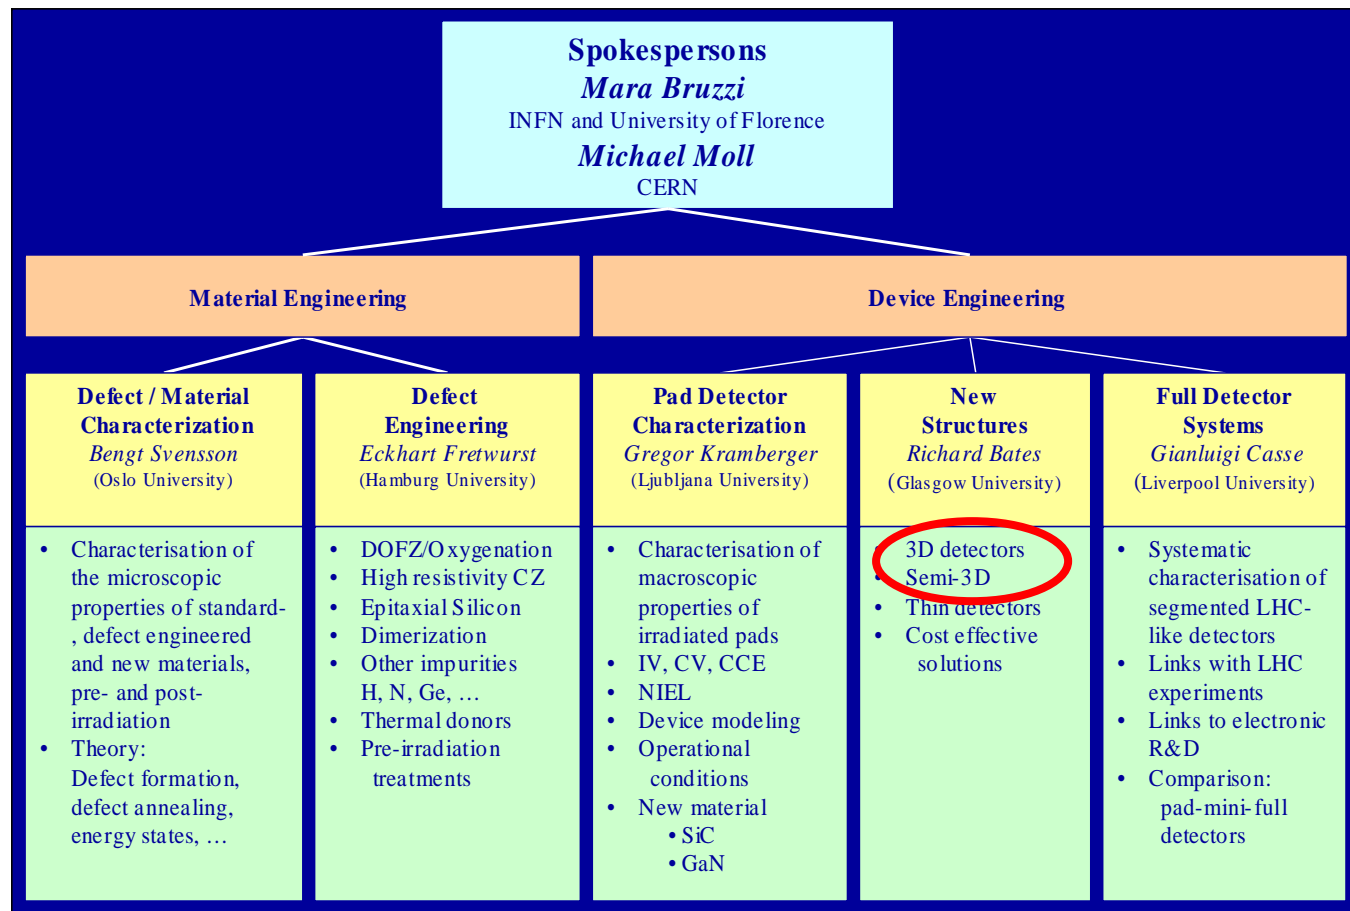 Spokespersons
Mara Bruzzi
INFN and University of Florence
Michael Moll
CERN
Material Engineering
Device Engineering
Defect / Material
Characterization
Bengt Svensson
(Oslo University)
Defect
Engineering
Eckhart Fretwurst
(Hamburg University)
Pad Detector
Characterization
Gregor Kramberger
(Ljubljana University)
New
Structures
Richard Bates
(Glasgow University)
Full Detector
Systems
Gianluigi Casse
(Liverpool University)
• Characterisation of
the microscopic
properties of standard-
, defect engineered
and new materials,
pre- and post-
irradiation
• Theory:
Defect formation,
defect annealing,
energy states, …
• DOFZ/Oxygenation
• High resistivity CZ
• Epitaxial Silicon
• Dimerization
• Other impurities
H, N, Ge, …
• Thermal donors
• Pre-irradiation
treatments
• Characterisation of
macroscopic
properties of
irradiated pads
• IV, CV, CCE
• NIEL
• Device modeling
• Operational
conditions
• New material
• SiC
• GaN
• 3D detectors
• Semi-3D
• Thin detectors
• Cost effective
solutions
• Systematic
characterisation of
segmented LHC-
like detectors
• Links with LHC
experiments
• Links to electronic
R&D
• Comparison:
pad-mini-full
detectors